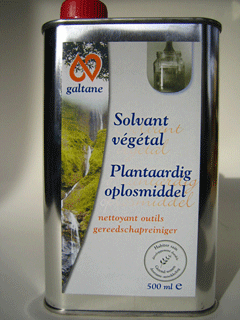 galtane
Solvant
végétal
Plantaardig
oplosmiddel
nettoyant outils
gereedschapreiniger
500 ml e